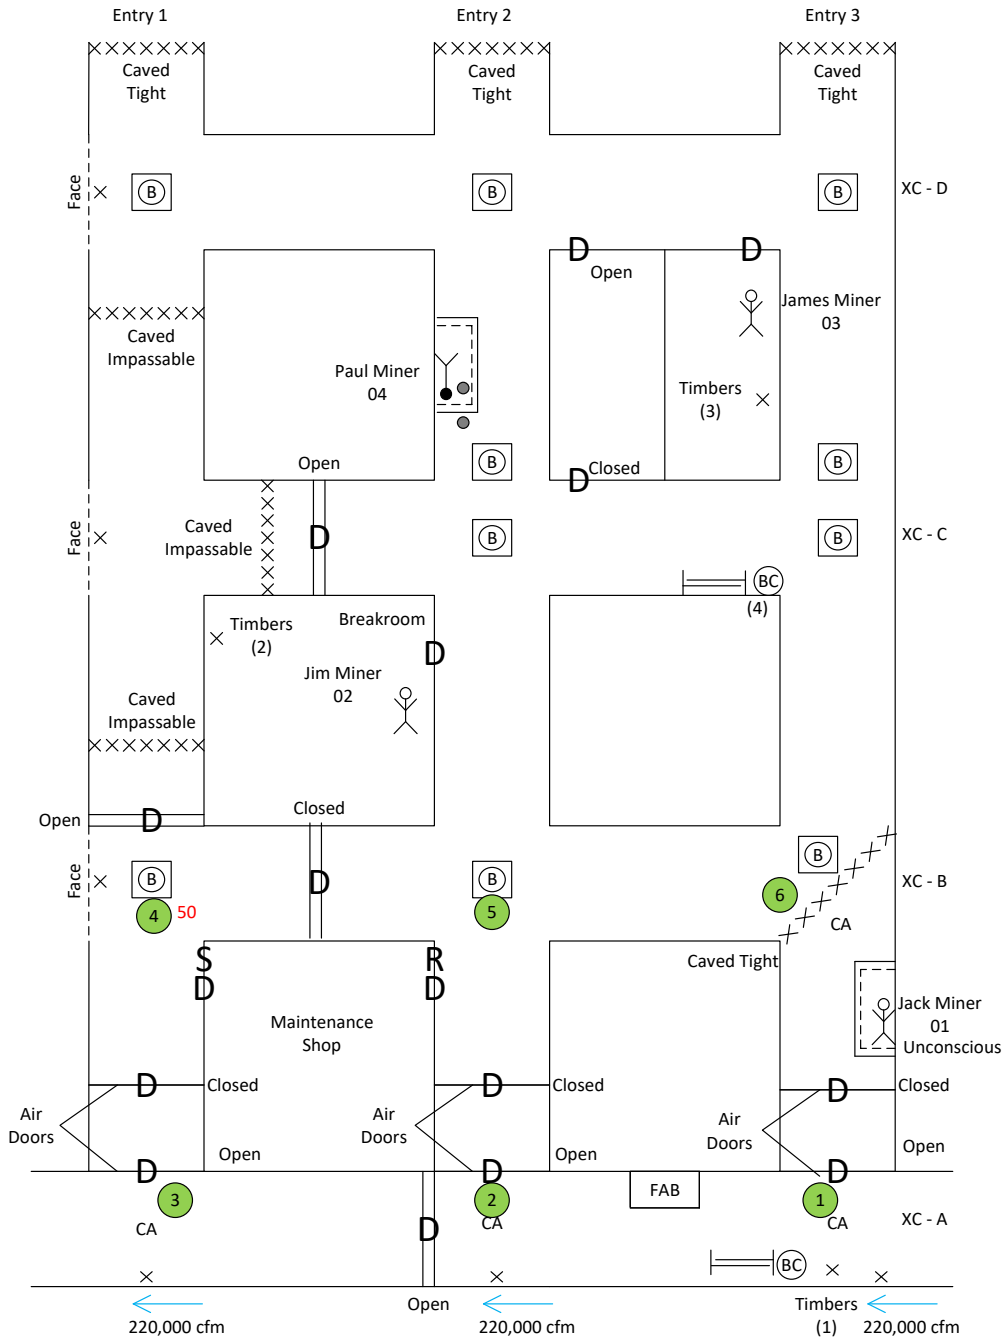 Entry 1
Entry 2
Entry 3
Caved
Tight
Caved
Tight
Caved
Tight
Face
B
B
B
XC - D
D
D
Open
James Miner
03
Caved
Impassable
Paul Miner
04
Timbers
(3)
Open
B
Closed
D
B
Face
Caved
Impassable
D
B
B
XC - C
BC
(4)
Timbers
(2)
Breakroom
D
Jim Miner
02
Caved
Impassable
Closed
Open
D
Face
B
D
B
B
XC - B
4
50
5
6
CA
S
D
R
D
Caved Tight
Maintenance
Shop
Jack Miner
01
Unconscious
D
Closed
D
Closed
D
Closed
Air
Doors
Air
Doors
Air
Doors
Open
Open
Open
D
D
D
3
2
FAB
1
CA
D
CA
CA
XC - A
BC
Open
Timbers
(1)
220,000 cfm
220,000 cfm
220,000 cfm